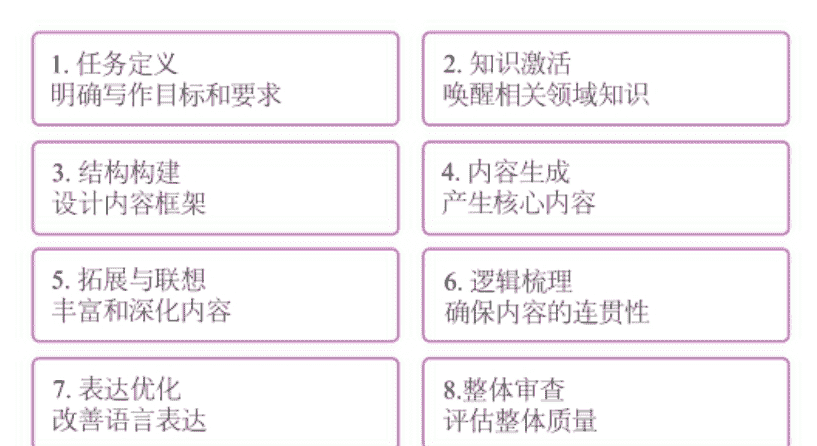 1. 任务定义
明确写作目标和要求
2. 知识激活
唤醒相关领域知识
3. 结构构建
设计内容框架
4. 内容生成
产生核心内容
5. 拓展与联想
丰富和深化内容
6. 逻辑梳理
确保内容的连贯性
7. 表达优化
改善语言表达
8.整体审查
评估整体质量